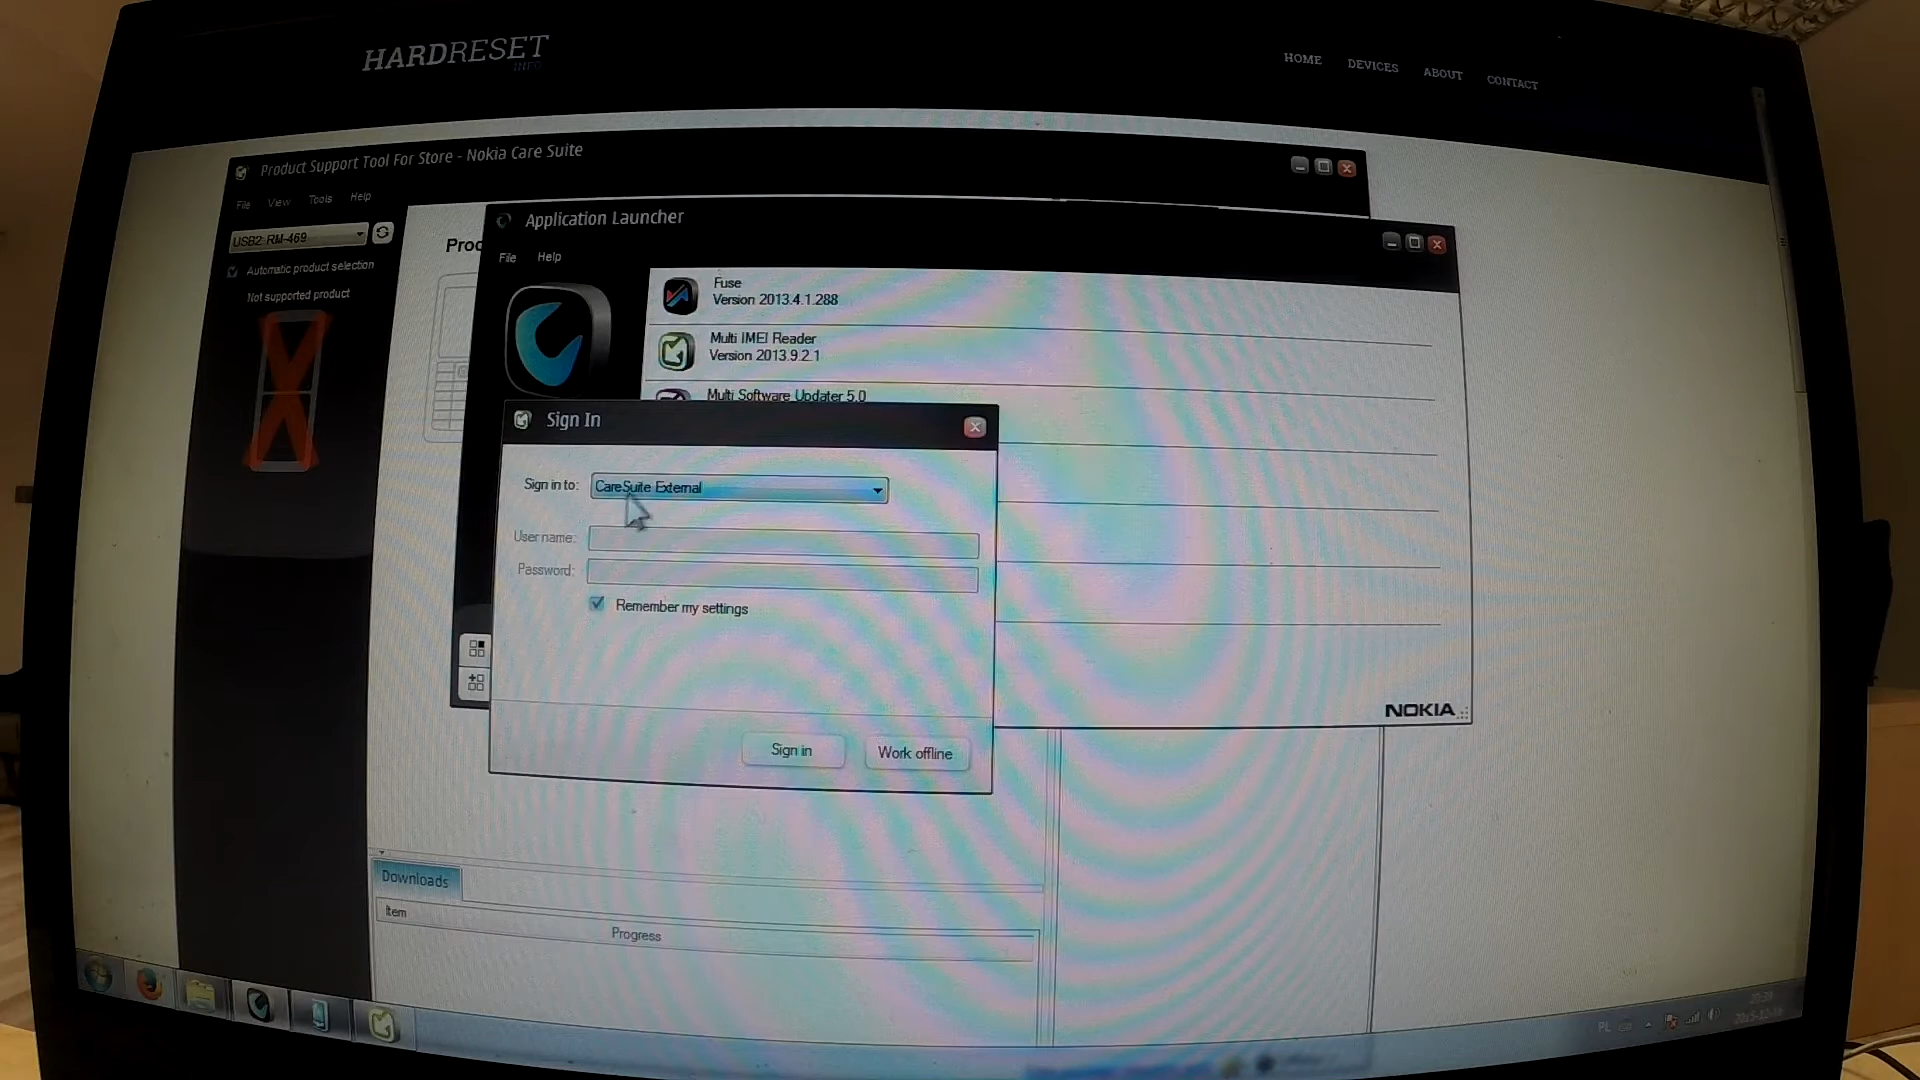 HARDRESET
INFO
HOME
DEVICES
ABOUT
CONTACT
Product Support Tool For Store - Nokia Care Suite
File
View
Tools
Help
USB2: RM-469
Automatic product selection
Not supported product
Application Launcher
File
Help
Fuse
Version 2013.4.1.288
Multi IMEI Reader
Version 2013.9.2.1
Multi Software Updater 5.0
Sign In
Sign in to:
CareSuite External
User name:
Password:
Remember my settings
Sign in
Work offline
NOKIA
Downloads
Item
Progress
PL